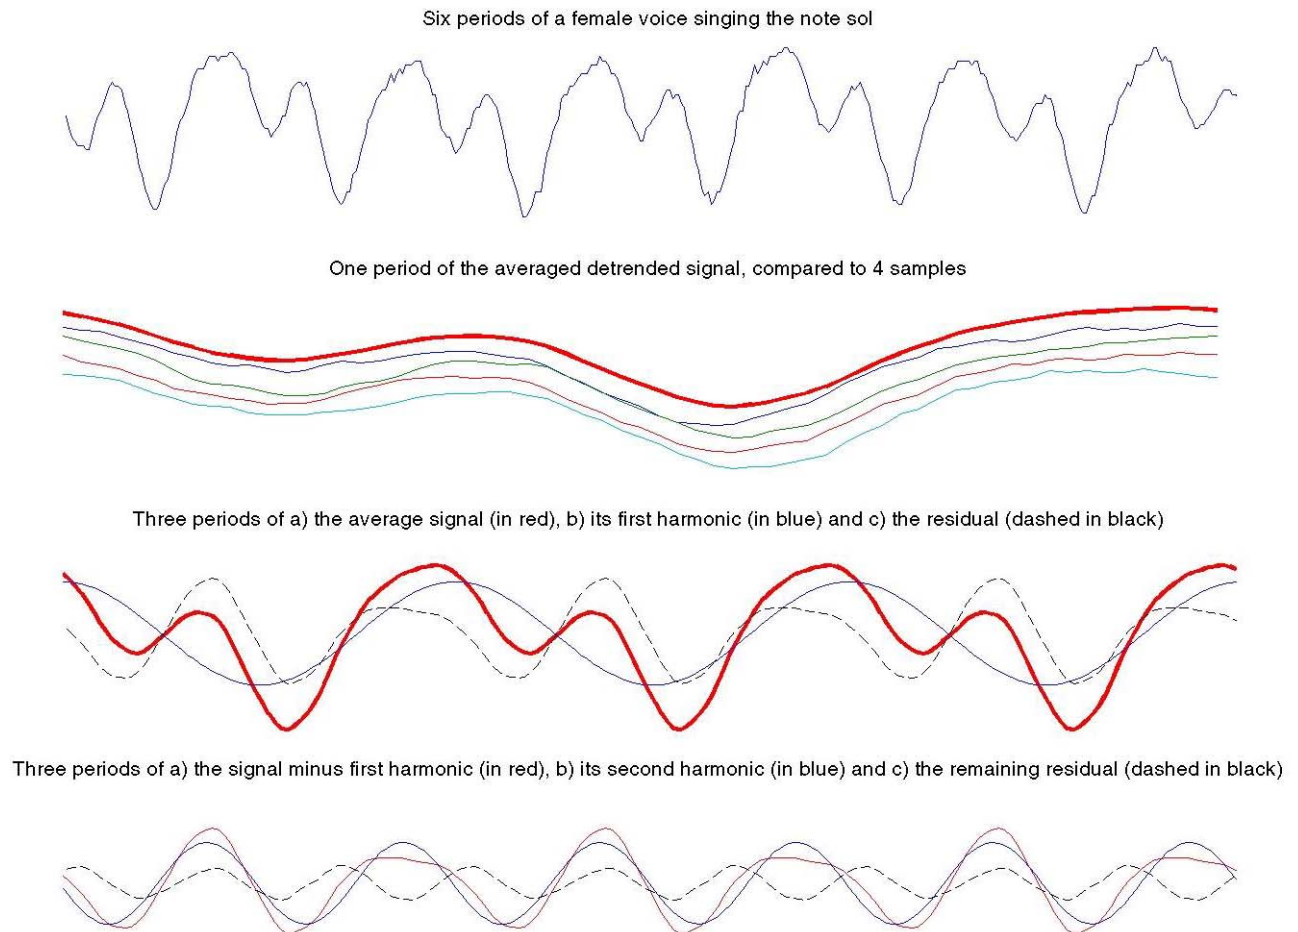 Six periods of a female voice singing the note sol
One period of the averaged detrended signal, compared to 4 samples
Three periods of a) the average signal (in red), b) its first harmonic (in blue) and c) the residual (dashed in black)
Three periods of a) the signal minus first harmonic (in red), b) its second harmonic (in blue) and c) the remaining residual (dashed in black)